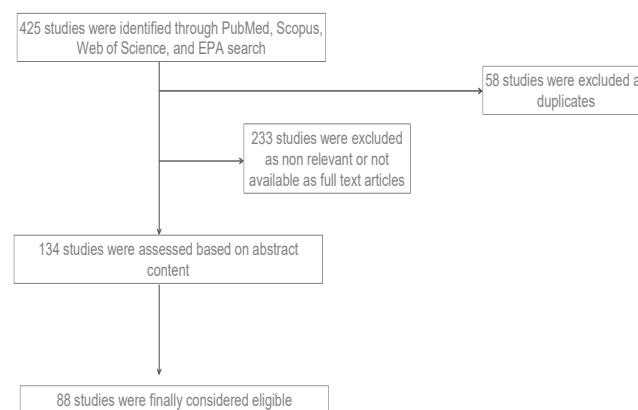 425 studies were identified through PubMed, Scopus,
Web of Science, and EPA search
58 studies were excluded a
duplicates
233 studies were excluded
as non relevant or not
available as full text articles
134 studies were assessed based on abstract
content
88 studies were finally considered eligible